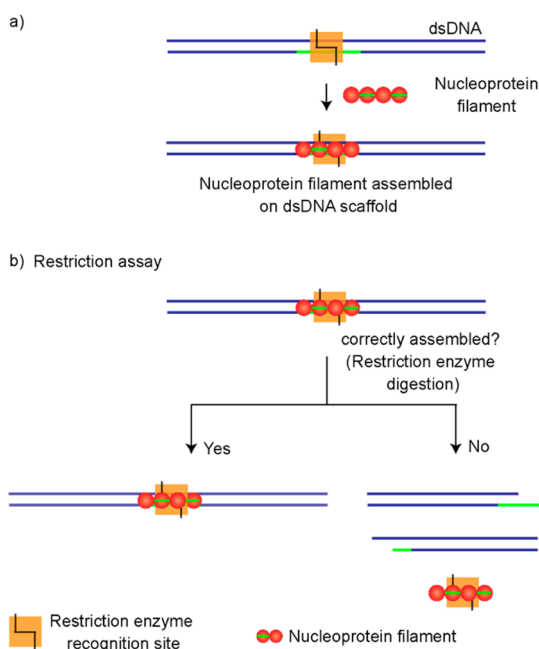 a)
dsDNA
Nucleoprotein
filament
Nucleoprotein filament assembled
on dsDNA scaffold
b) Restriction assay
correctly assembled?
(Restriction enzyme
digestion)
Yes
No
Restriction enzyme
recognition site
Nucleoprotein filament